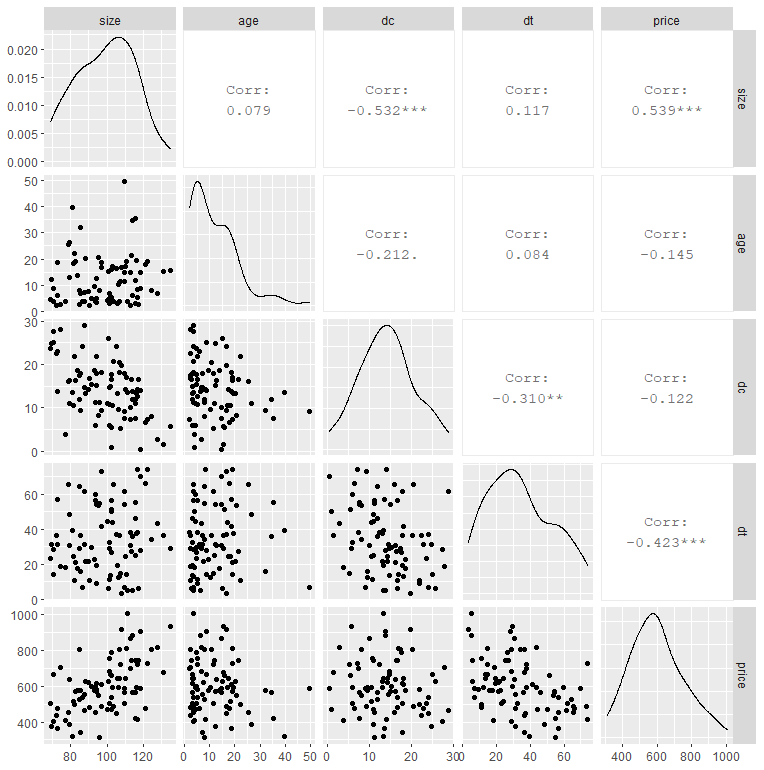 size age dc dt price
0.020
0.015
0.010
0.005
0.000
Corr:
0.079
Corr:
-0.532***
Corr:
0.117
Corr:
0.539***
size
50
40
30
20
10
0
Corr:
-0.212.
Corr:
0.084
Corr:
-0.145
age
30
20
10
0
Corr:
-0.310**
Corr:
-0.122
dc
60
40
20
0
Corr:
-0.423***
dt
1000
800
600
400
price
80 100 120 0 10 20 30 40 50 0 10 20 30 0 20 40 60 400 600 800 1000